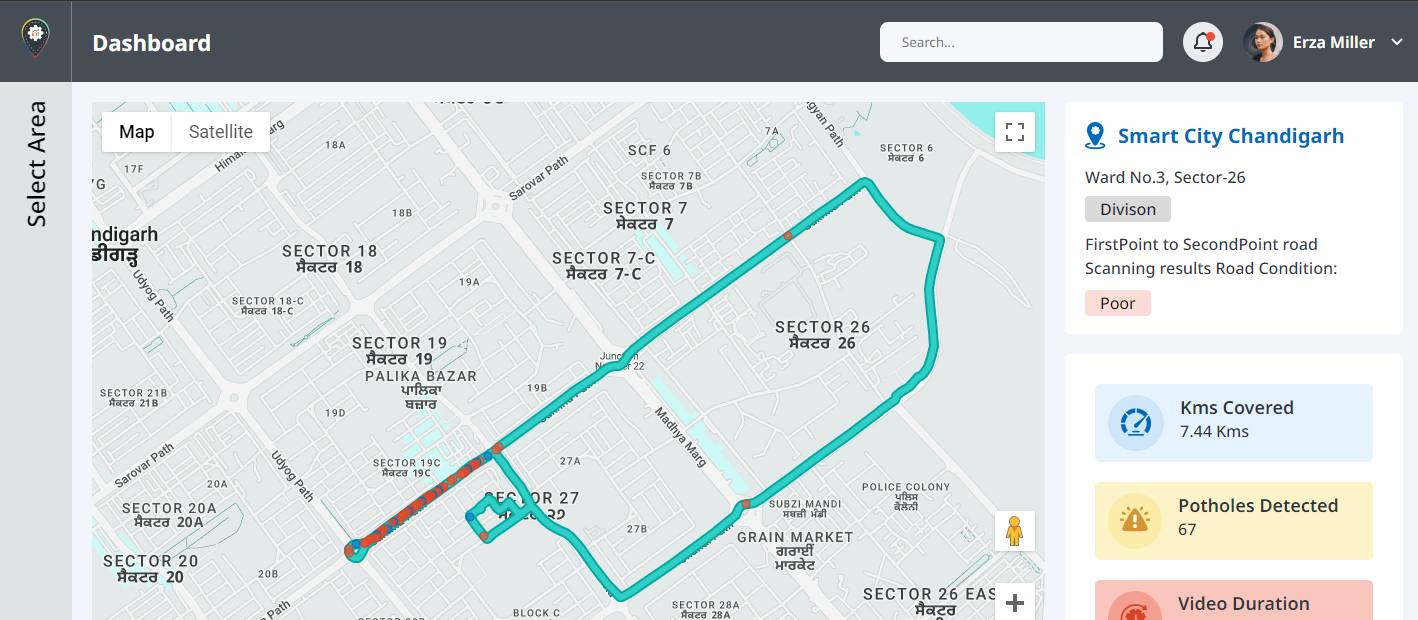 Dashboard
Search...
Erza Miller
Select Area
Map
Satellite
17F
18A
7A
SCF 6
SECTOR 6
ਸੈਕਟਰ 6
SECTOR 7B
ਸੈਕਟਰ 7B
Sarovar Path
18B
SECTOR 7
ਸੈਕਟਰ 7
SECTOR 18
ਸੈਕਟਰ 18
SECTOR 7-C
ਸੈਕਟਰ 7-C
Udyog Path
19A
SECTOR 18-C
ਸੈਕਟਰ 18-C
SECTOR 26
ਸੈਕਟਰ 26
SECTOR 19
ਸੈਕਟਰ 19
PALIKA BAZAR
ਪਾਲਿਕਾ
ਬਜ਼ਾਰ
19B
SECTOR 21B
ਸੈਕਟਰ 21B
19D
Madhya Marg
Sarovar Path
Udyog Path
SECTOR 19C
ਸੈਕਟਰ 19C
27A
20A
SECTOR 27
POLICE COLONY
ਪੁਲਿਸ
ਕੌਲੋਨੀ
SUBZI MANDI
ਸਬਜ਼ੀ ਮੰਡੀ
SECTOR 20A
ਸੈਕਟਰ 20A
27B
GRAIN MARKET
ਗਰਾਈਂ
ਮਾਰਕੇਟ
SECTOR 20
ਸੈਕਟਰ 20
20B
SECTOR 26 EAS
ਸੈਕਟਰ
BLOCK C
SECTOR 28A
ਸੈਕਟਰ 28A
Smart City Chandigarh
Ward No.3, Sector-26
Divison
FirstPoint to SecondPoint road
Scanning results Road Condition:
Poor
Kms Covered
7.44 Kms
Potholes Detected
67
Video Duration